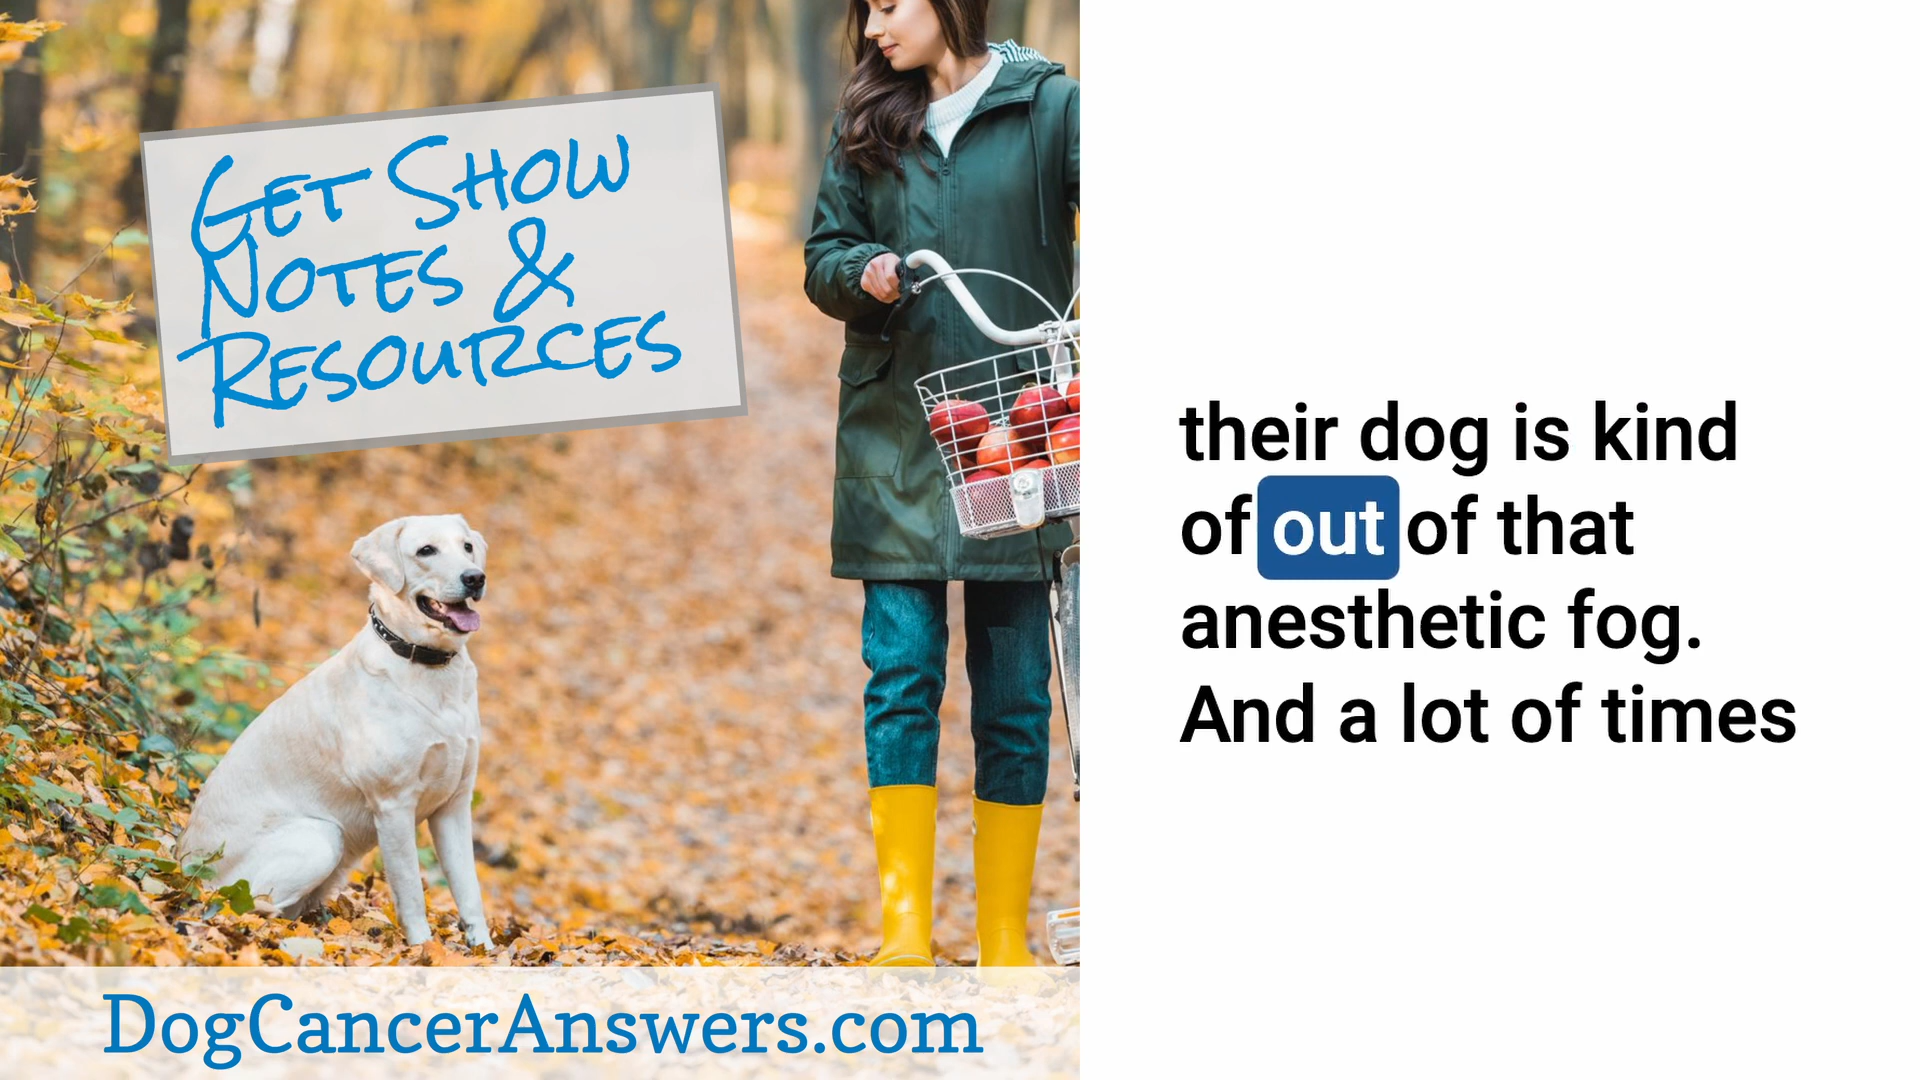 Get Show
Notes &
Resources
DogCancerAnswers.com
their dog is kind
of out of that
anesthetic fog.
And a lot of times